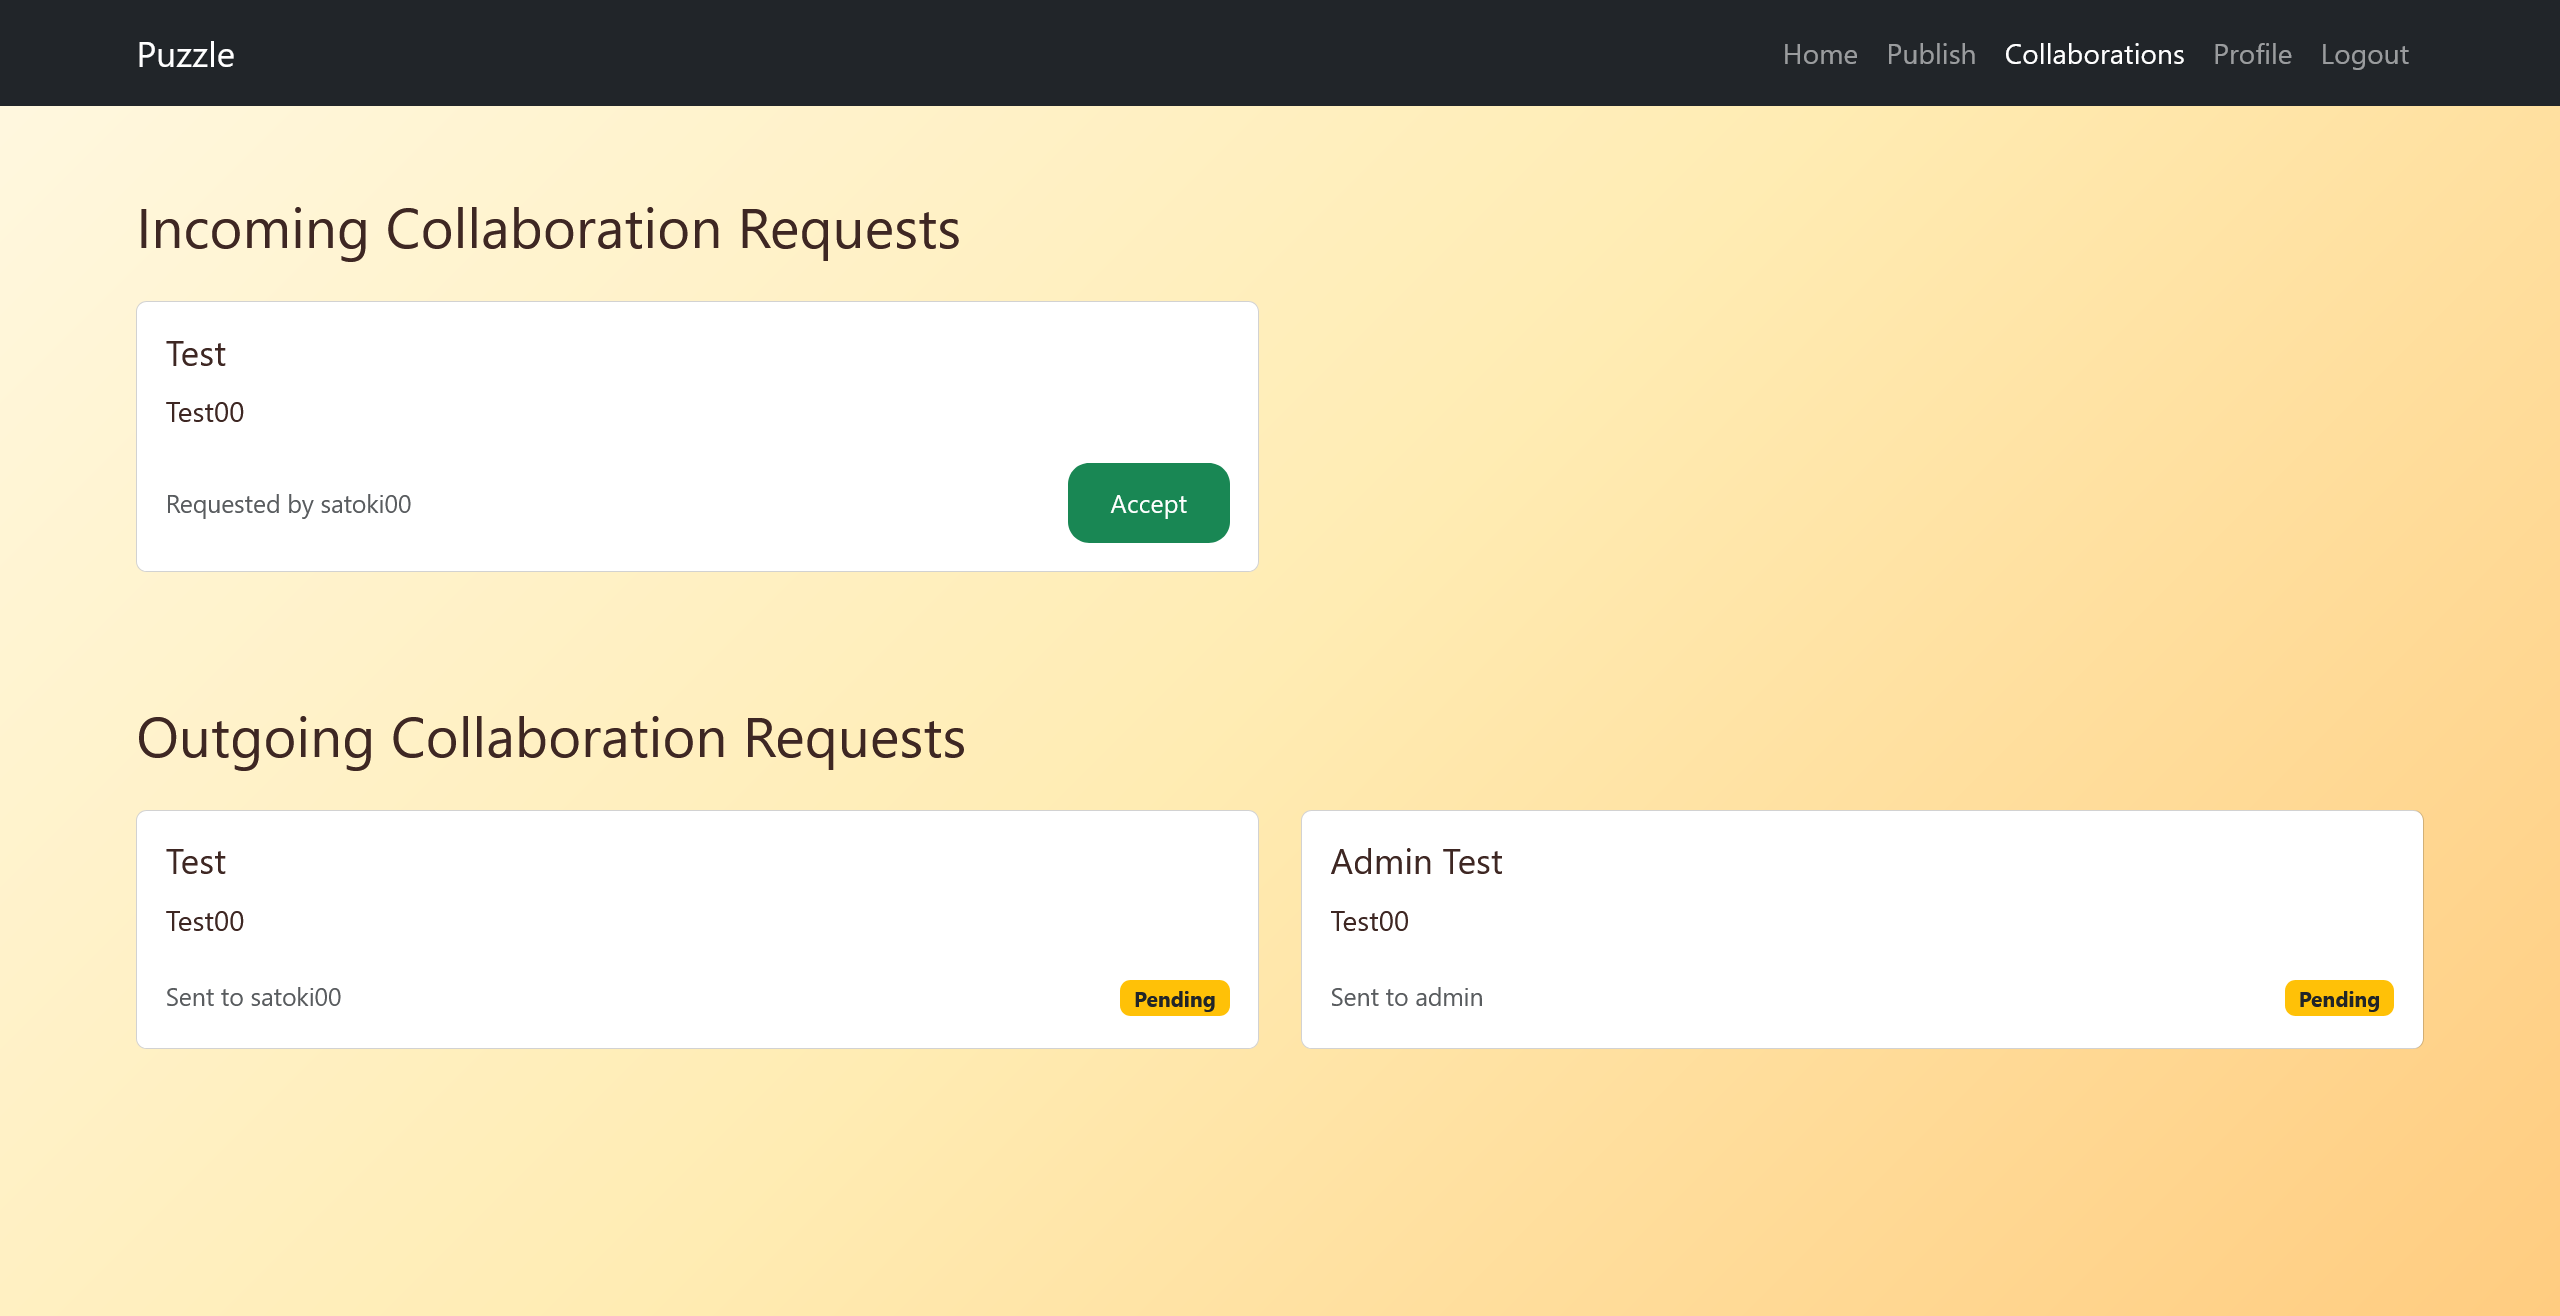 Puzzle
Home Publish Collaborations Profile Logout
Incoming Collaboration Requests
Test
Test00
Requested by satoki00
Accept
Outgoing Collaboration Requests
Test
Test00
Sent to satoki00
Pending
Admin Test
Test00
Sent to admin
Pending